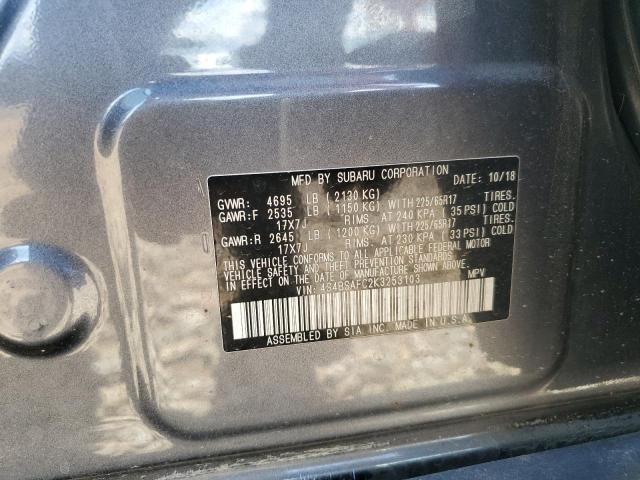 MFD BY SUBARU CORPORATION DATE: 10/18
GVWR: 4695 LB (2130 KG)
GAWR:F 2535 LB (1150 KG) WITH 225/65R17 TIRES.
17X7J RIMS. AT 240 KPA (35 PSI) COLD
GAWR:R 2645 LB (1200 KG) WITH 225/65R17 TIRES.
17X7J RIMS. AT 230 KPA (33 PSI) COLD
THIS VEHICLE CONFORMS TO ALL APPLICABLE FEDERAL MOTOR
VEHICLE SAFETY, BUMPER, AND THEFT PREVENTION STANDARDS
IN EFFECT ON THE DATE OF MANUFACTURE SHOWN ABOVE.
VIN: 4S4BSAFC2K3253103 MPV
ASSEMBLED BY SIA, INC. MADE IN U.S.A.